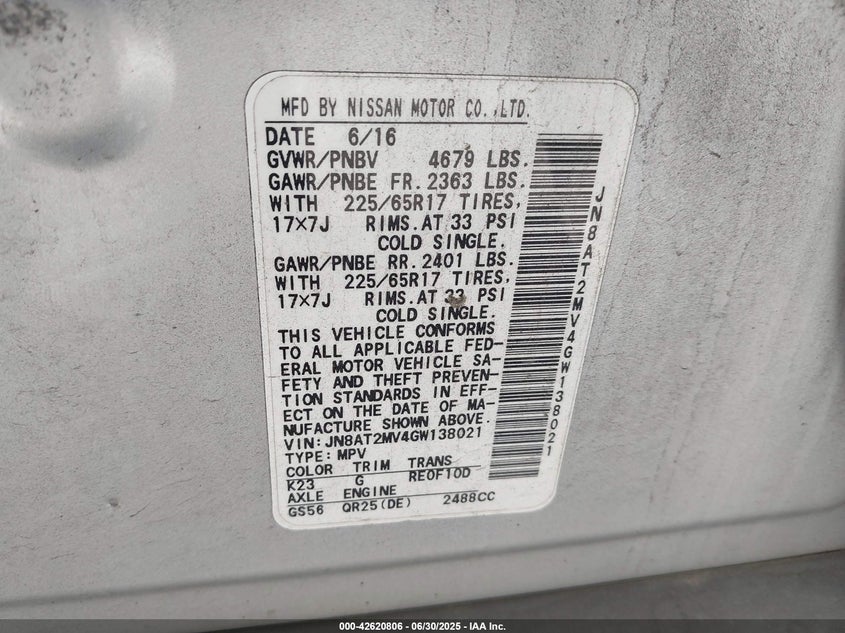 MFD BY NISSAN MOTOR CO.,LTD.
DATE 6/16
GVWR/PNBV 4679 LBS.
GAWR/PNBE FR. 2363 LBS.
WITH 225/65R17 TIRES,
17×7J RIMS.AT 33 PSI
COLD SINGLE.
GAWR/PNBE RR. 2401 LBS.
WITH 225/65R17 TIRES,
17×7J RIMS.AT 33 PSI
COLD SINGLE.
THIS VEHICLE CONFORMS
TO ALL APPLICABLE FED-
ERAL MOTOR VEHICLE SA-
FETY AND THEFT PREVEN-
TION STANDARDS IN EFF-
ECT ON THE DATE OF MA-
NUFACTURE SHOWN ABOVE.
VIN:JN8AT2MV4GW138021
TYPE:MPV
COLOR TRIM TRANS
K23 G RE0F10D
AXLE ENGINE
GS56 QR25(DE) 2488CC
JN8AT2MV4GW138021
000-42620806 - 06/30/2025 - IAA Inc.